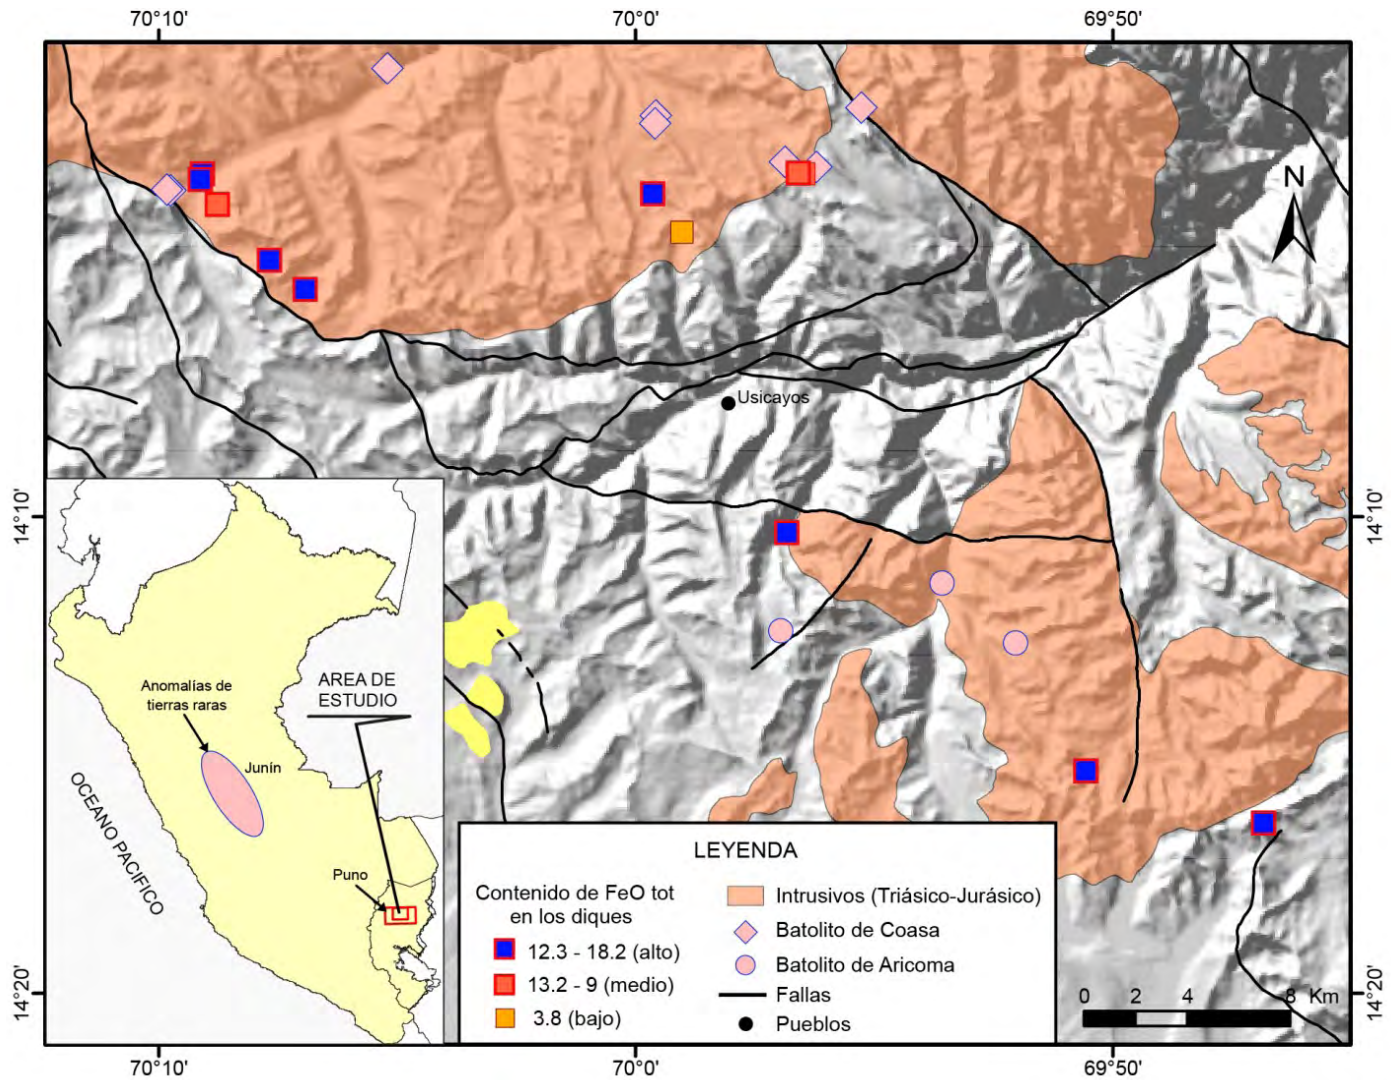 70°10' 70°0' 69°50'
N
Usicayos
14°10' 14°10'
AREA DE
ESTUDIO
Anomalías de
tierras raras
Junín
OCEANO PACIFICO
Puno
LEYENDA
Contenido de FeO tot
en los diques
12.3 - 18.2 (alto)
13.2 - 9 (medio)
3.8 (bajo)
Intrusivos (Triásico-Jurásico)
Batolito de Coasa
Batolito de Aricoma
Fallas
Pueblos
0 2 4 8 Km
14°20' 14°20'
70°10' 70°0' 69°50'